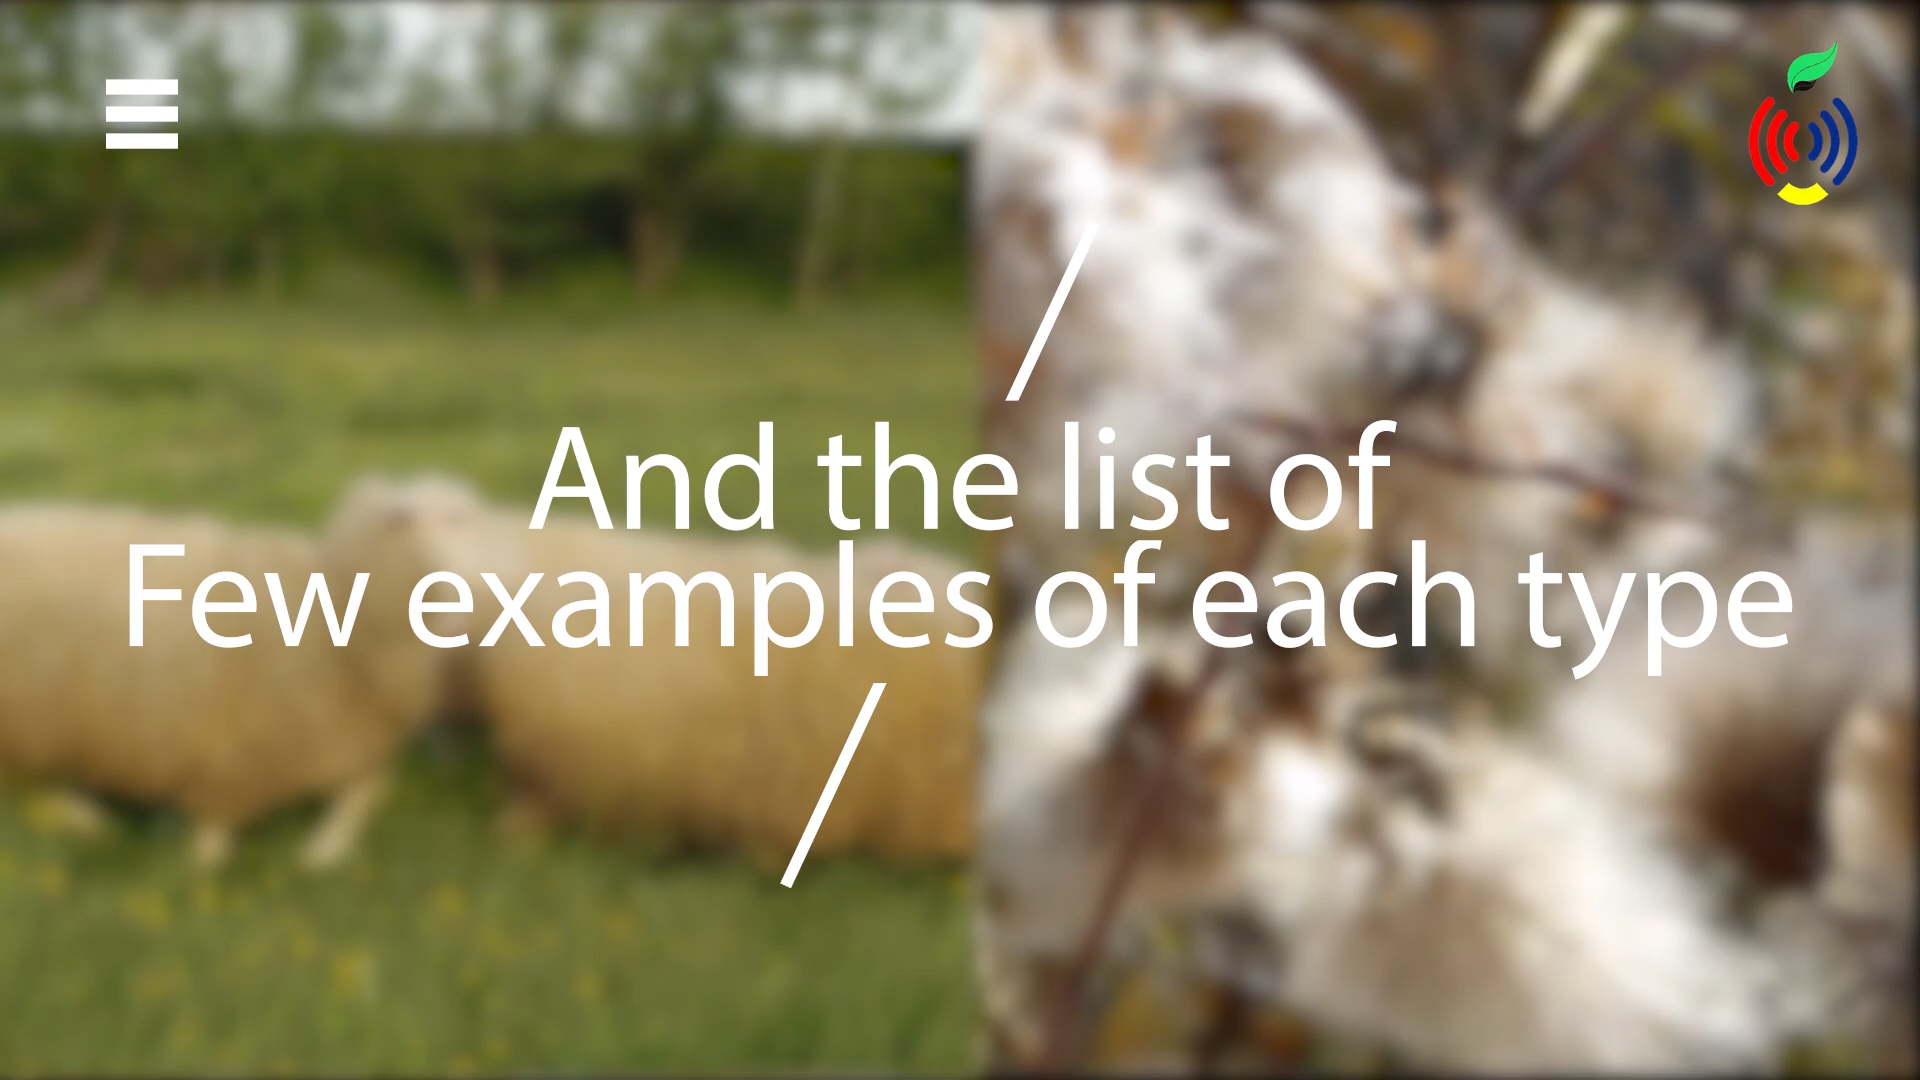 And the list of
Few examples of each type